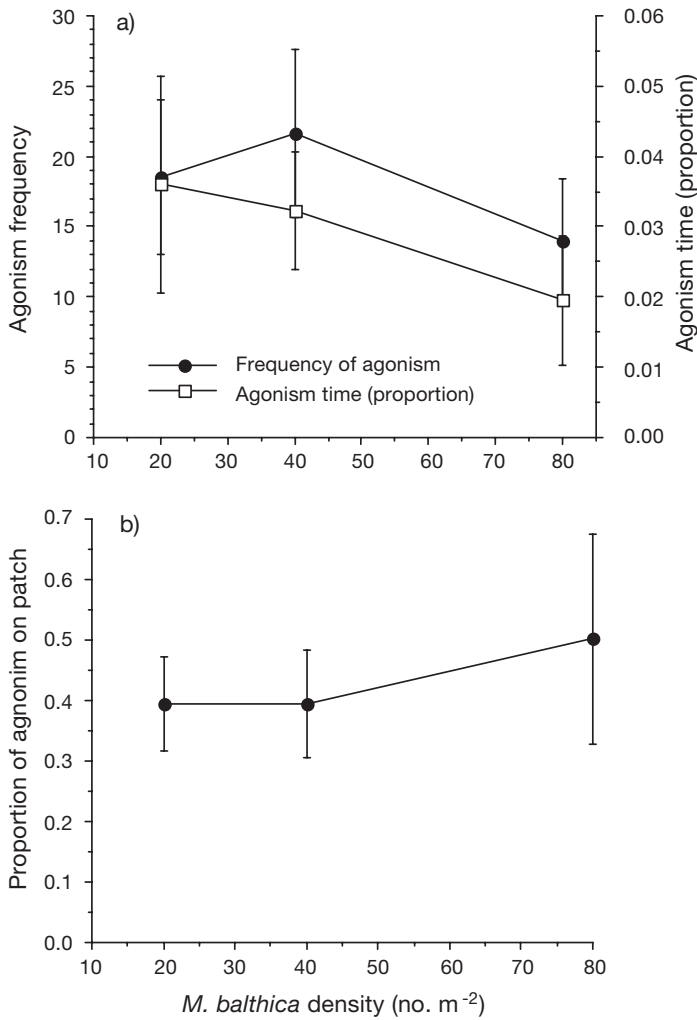 a)
30
25
20
15
10
5
0
Agonism frequency
0.06
0.05
0.04
0.03
0.02
0.01
0.00
Agonism time (proportion)
Frequency of agonism
Agonism time (proportion)
10 20 30 40 50 60 70 80
b)
0.7
0.6
0.5
0.4
0.3
0.2
0.1
0.0
Proportion of agnonim on patch
10 20 30 40 50 60 70 80
M. balthica density (no. m-2)